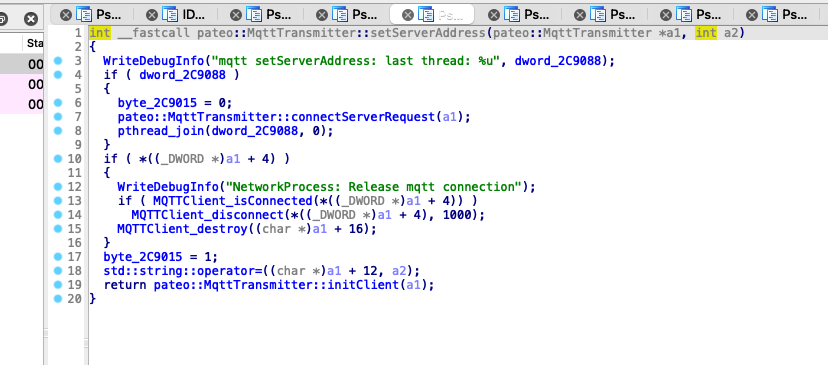 Ps...
ID...
Ps...
Ps...
Ps...
Ps...
Ps...
Ps...
Ps...
Sta
00
00
00
1 int __fastcall pateo::MqttTransmitter::setServerAddress(pateo::MqttTransmitter *a1, int a2)
2 {
3 WriteDebugInfo("mqtt setServerAddress: last thread: %u", dword_2C9088);
4 if ( dword_2C9088 )
5 {
6 byte_2C9015 = 0;
7 pateo::MqttTransmitter::connectServerRequest(a1);
8 pthread_join(dword_2C9088, 0);
9 }
10 if ( *((_DWORD *)a1 + 4) )
11 {
12 WriteDebugInfo("NetworkProcess: Release mqtt connection");
13 if ( MQTTClient_isConnected(*((_DWORD *)a1 + 4)) )
14 MQTTClient_disconnect(*((_DWORD *)a1 + 4), 1000);
15 MQTTClient_destroy((char *)a1 + 16);
16 }
17 byte_2C9015 = 1;
18 std::string::operator=((char *)a1 + 12, a2);
19 return pateo::MqttTransmitter::initClient(a1);
20 }